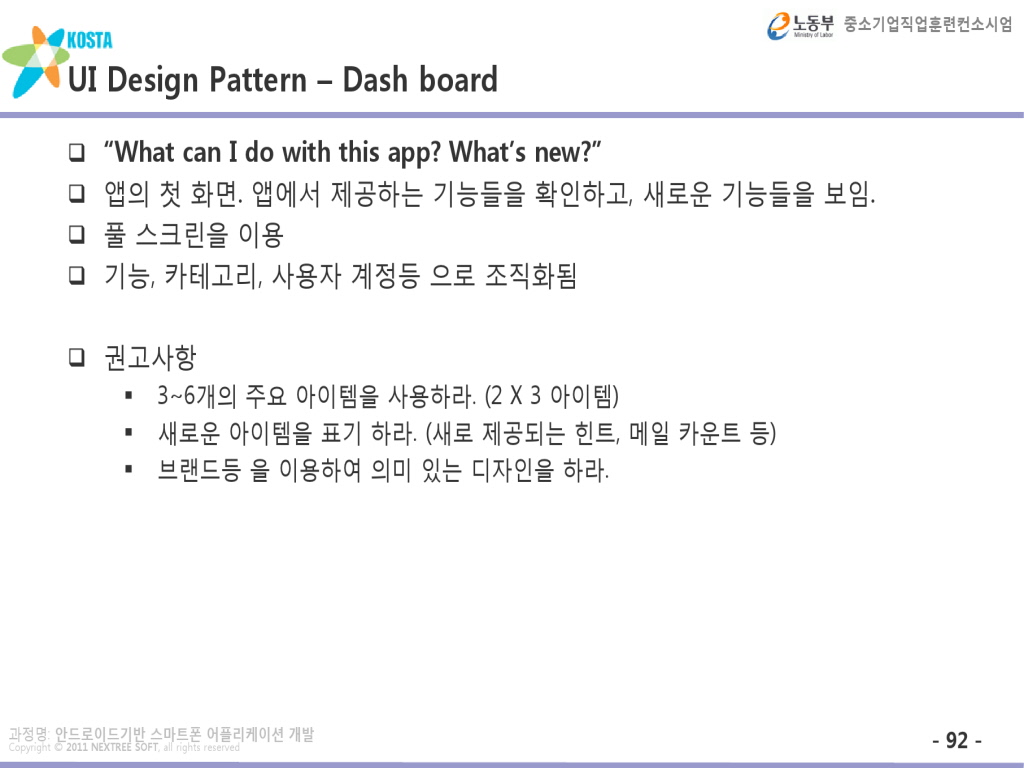 노동부 중소기업직업훈련컨소시엄
Ministry of Labor
KOSTA
UI Design Pattern – Dash board
❑ “What can I do with this app? What’s new?”
❑ 앱의 첫 화면. 앱에서 제공하는 기능들을 확인하고, 새로운 기능들을 보임.
❑ 풀 스크린을 이용
❑ 기능, 카테고리, 사용자 계정등 으로 조직화됨
❑ 권고사항
▪ 3~6개의 주요 아이템을 사용하라. (2 X 3 아이템)
▪ 새로운 아이템을 표기 하라. (새로 제공되는 힌트, 메일 카운트 등)
▪ 브랜드등 을 이용하여 의미 있는 디자인을 하라.
과정명: 안드로이드기반 스마트폰 어플리케이션 개발
Copyright © 2011 NEXTREE SOFT, all rights reserved
- 92 -